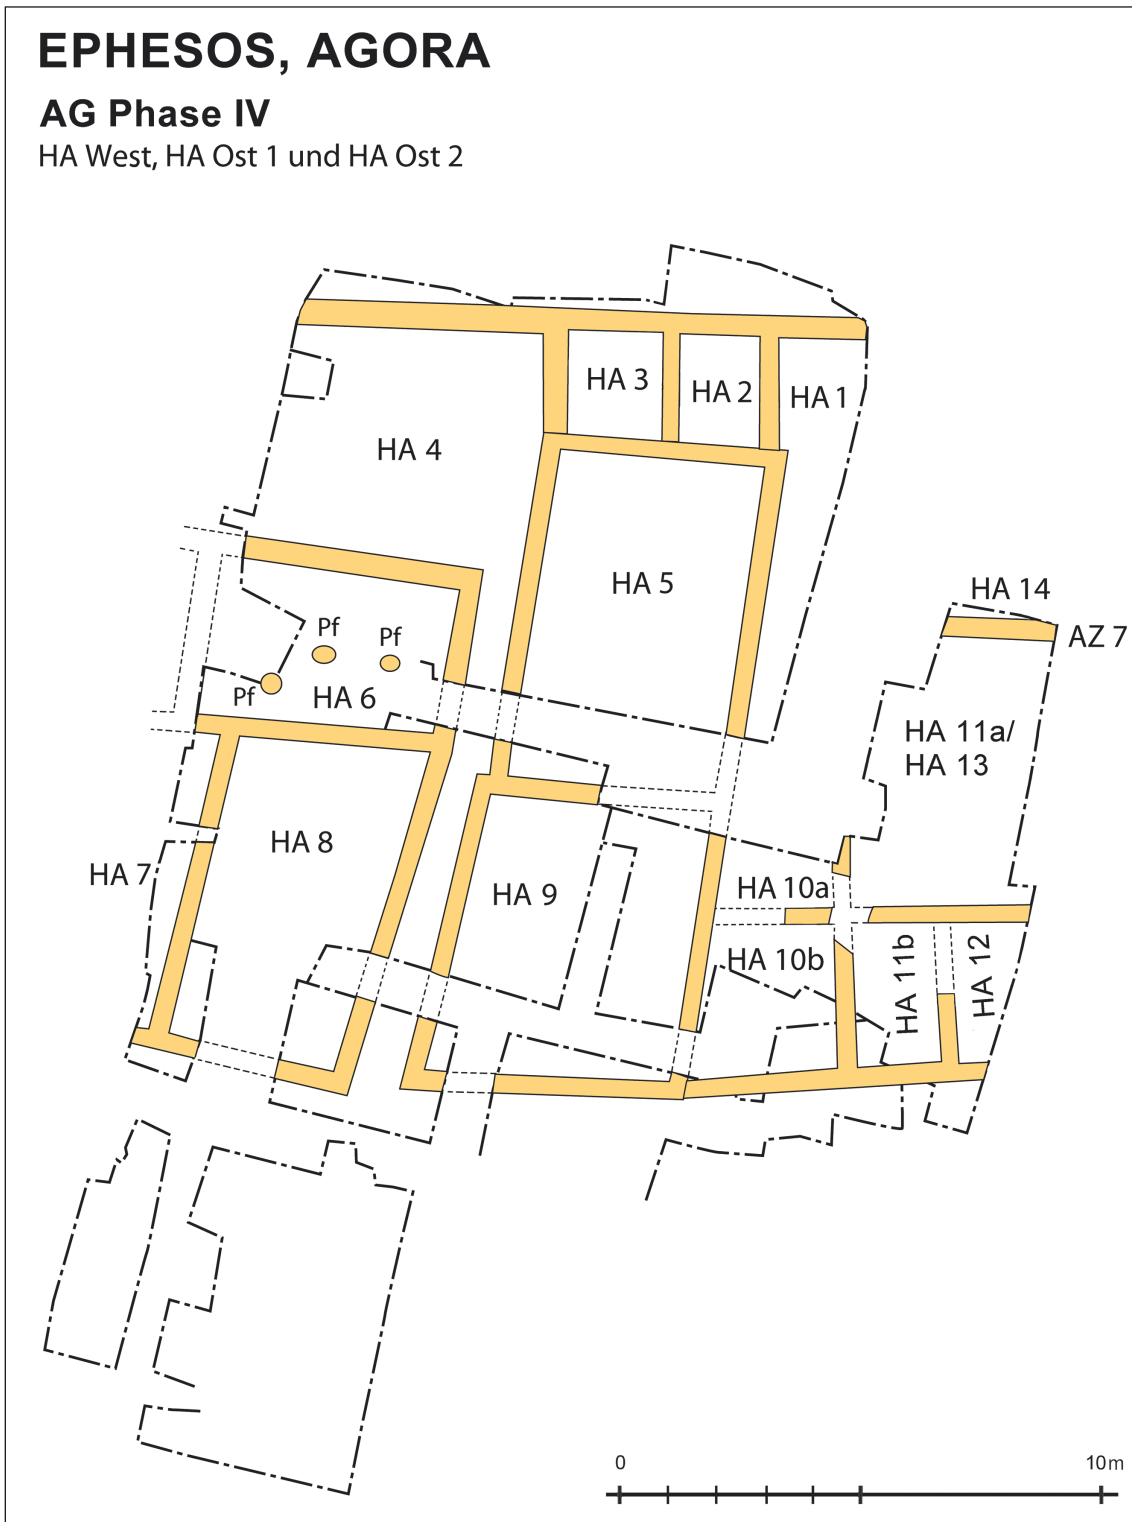 EPHESOS, AGORA
AG Phase IV
HA West, HA Ost 1 und HA Ost 2
HA 3
HA 2
HA 1
HA 4
HA 5
HA 14
AZ 7
Pf
Pf
Pf
HA 6
HA 11a/
HA 13
HA 8
HA 7
HA 9
HA 10a
HA 10b
HA 11b
HA 12
0
10 m